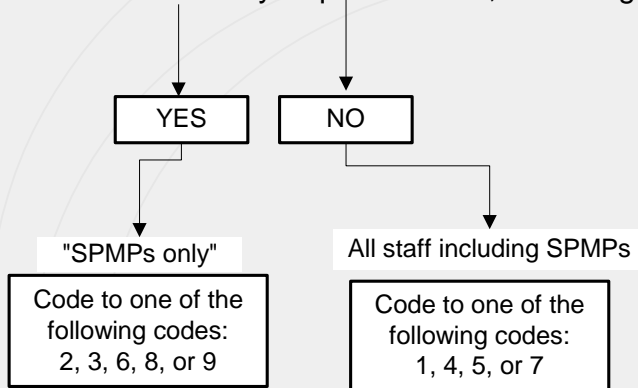 YES
NO
"SPMPs only"
All staff including SPMPs
Code to one of the
following codes:
2, 3, 6, 8, or 9
Code to one of the
following codes:
1, 4, 5, or 7